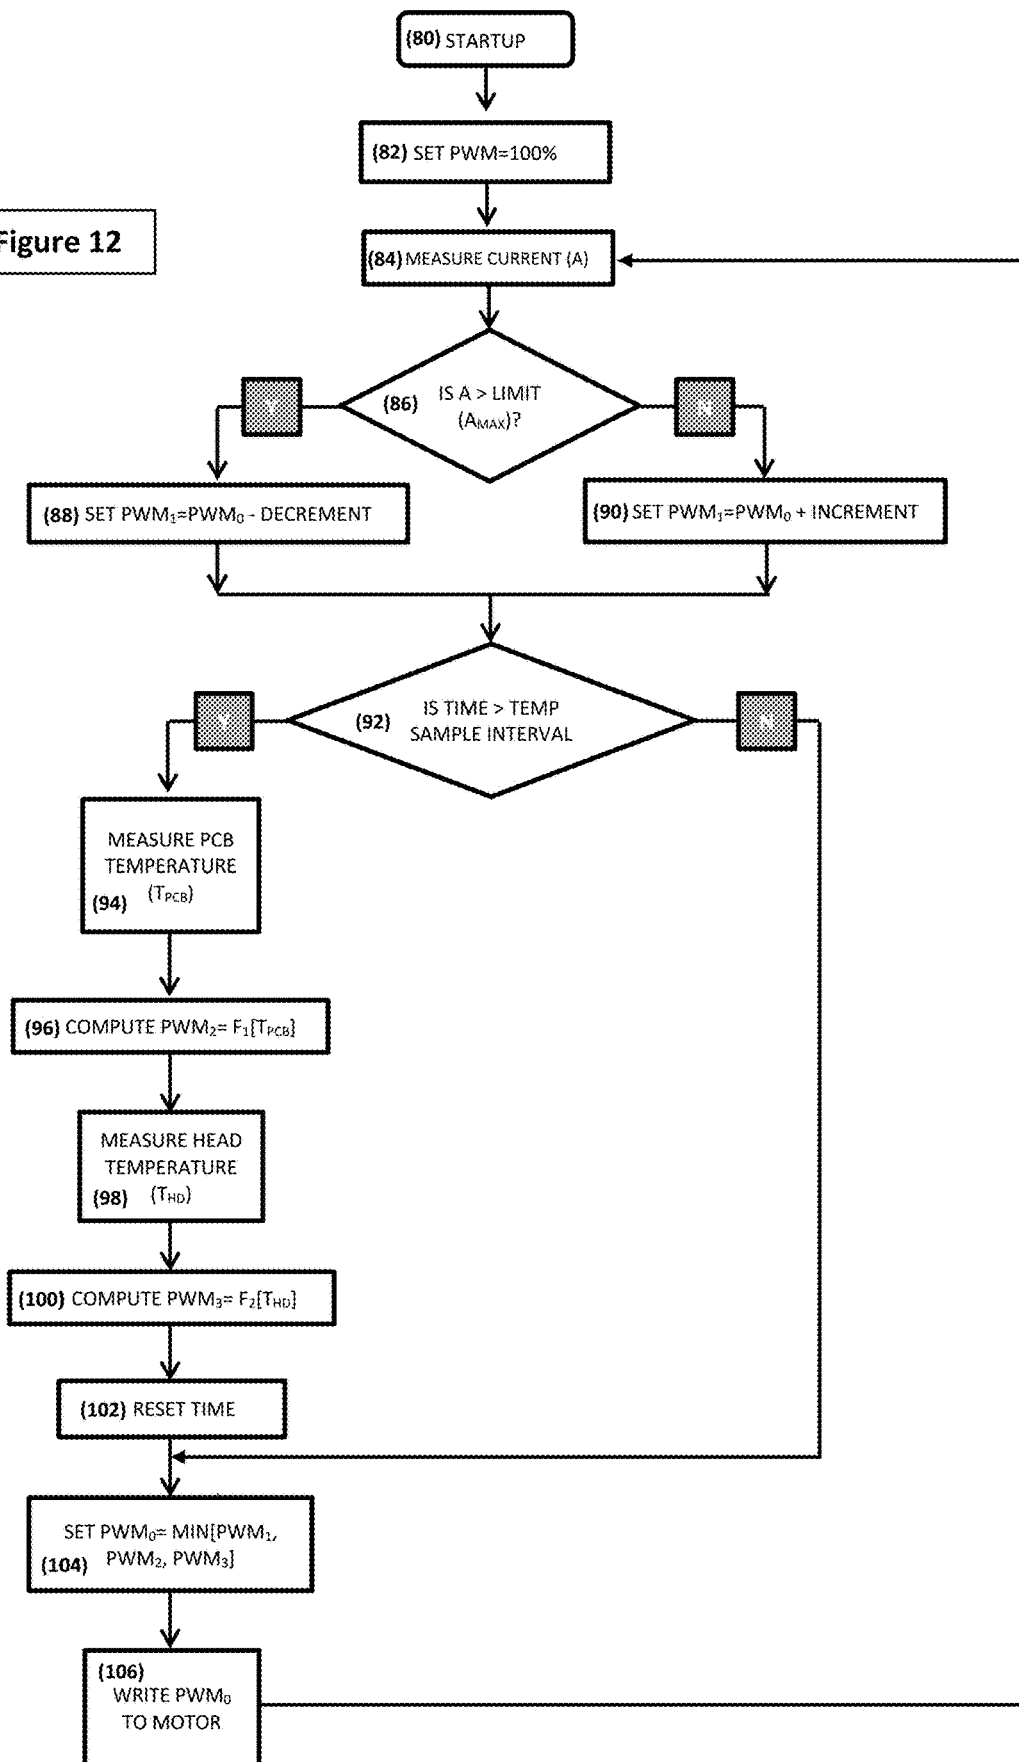 (80) STARTUP
(82) SET PWM=100%
Figure 12
(84) MEASURE CURRENT (A)
(86) IS A > LIMIT
(AMAX)?
Y
N
(88) SET PWM1=PWM0 - DECREMENT
(90) SET PWM1=PWM0 + INCREMENT
(92) IS TIME > TEMP
SAMPLE INTERVAL
Y
N
MEASURE PCB
TEMPERATURE
(94) (TPCB)
(96) COMPUTE PWM2= F1[TPCB]
MEASURE HEAD
TEMPERATURE
(98) (THD)
(100) COMPUTE PWM3= F2[THD]
(102) RESET TIME
SET PWM0= MIN[PWM1,
(104) PWM2, PWM3]
(106)
WRITE PWM0
TO MOTOR